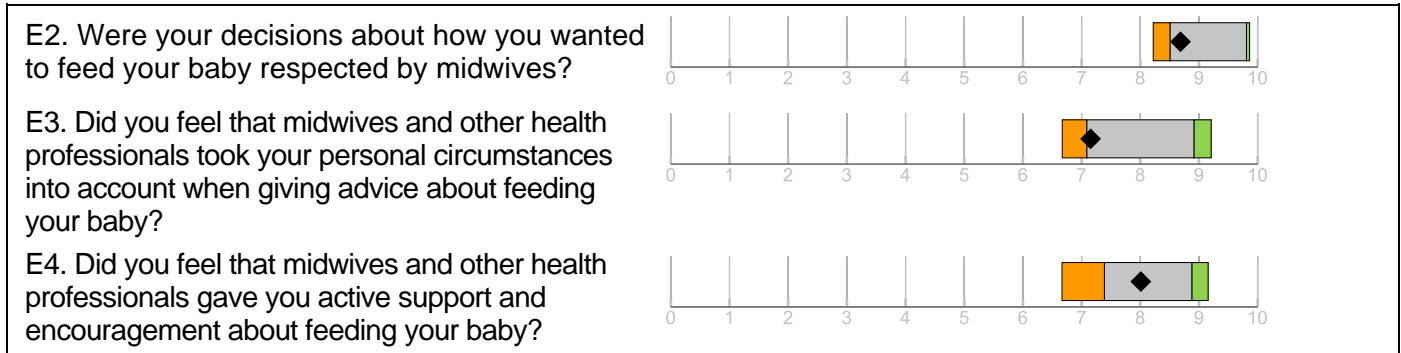 E2. Were your decisions about how you wanted
to feed your baby respected by midwives?
0 1 2 3 4 5 6 7 8 9 10
E3. Did you feel that midwives and other health
professionals took your personal circumstances
into account when giving advice about feeding
your baby?
0 1 2 3 4 5 6 7 8 9 10
E4. Did you feel that midwives and other health
professionals gave you active support and
encouragement about feeding your baby?
0 1 2 3 4 5 6 7 8 9 10